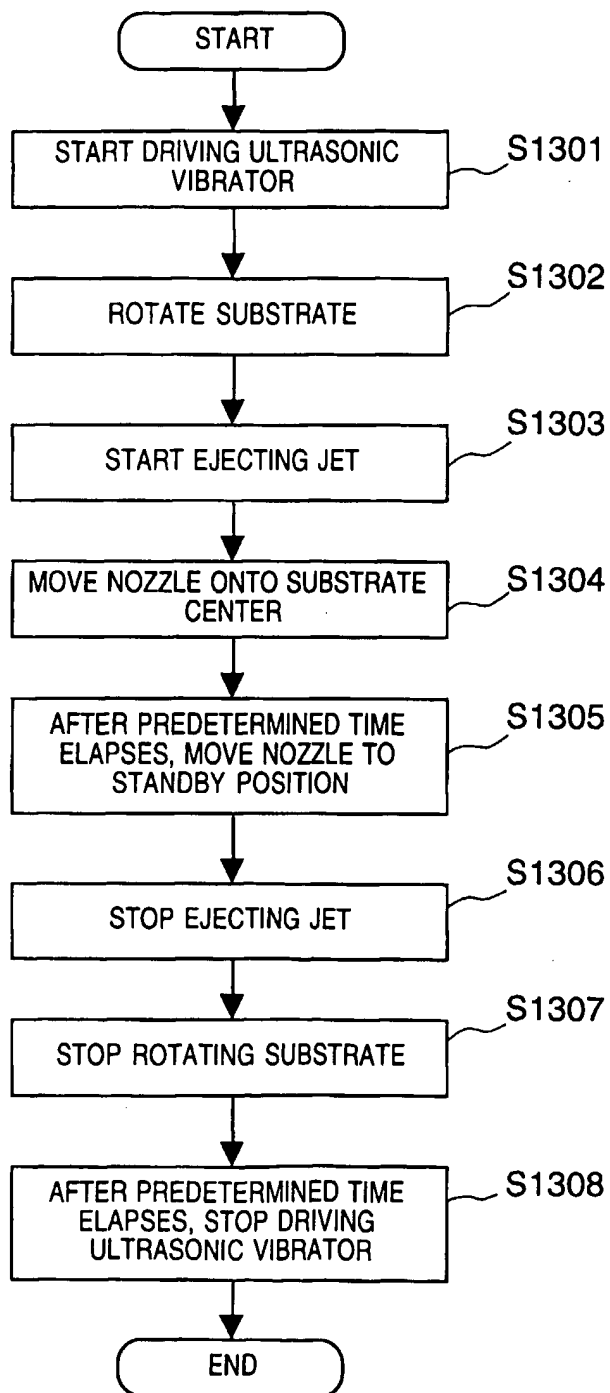 START
START DRIVING ULTRASONIC
VIBRATOR
S1301
ROTATE SUBSTRATE
S1302
START EJECTING JET
S1303
MOVE NOZZLE ONTO SUBSTRATE
CENTER
S1304
AFTER PREDETERMINED TIME
ELAPSES, MOVE NOZZLE TO
STANDBY POSITION
S1305
STOP EJECTING JET
S1306
STOP ROTATING SUBSTRATE
S1307
AFTER PREDETERMINED TIME
ELAPSES, STOP DRIVING
ULTRASONIC VIBRATOR
S1308
END